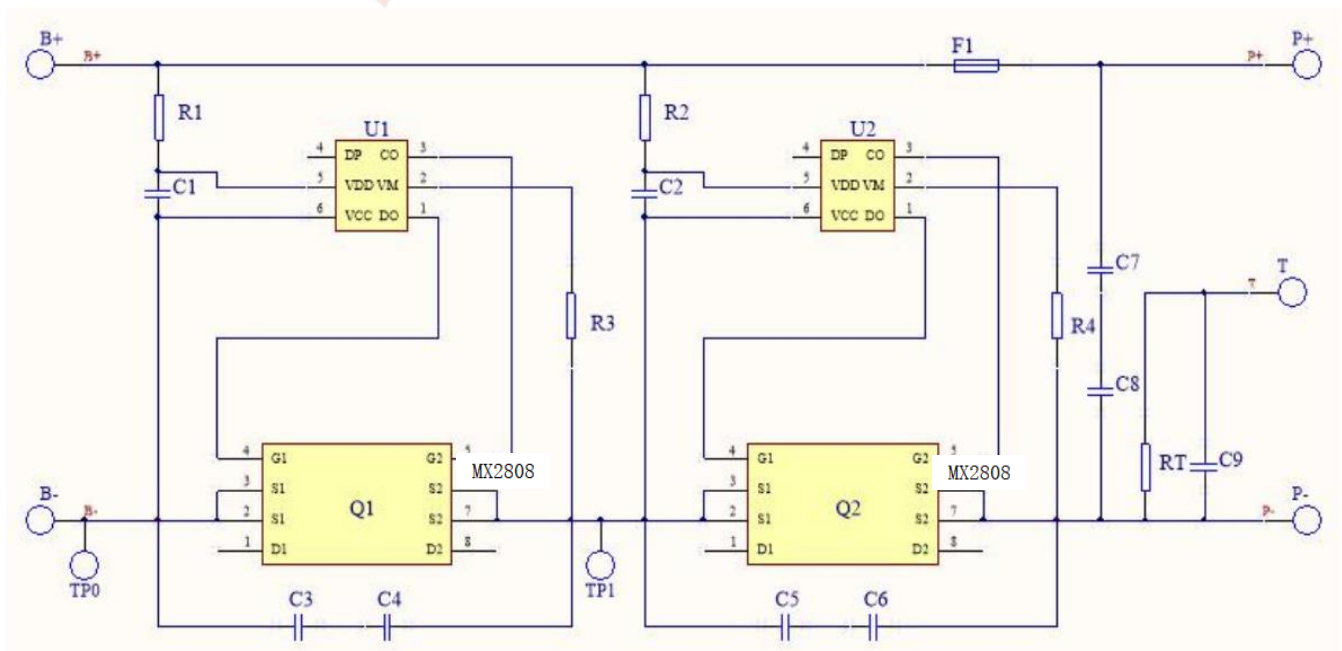 B+
B+
F1
P+
P+
R1
U1
R2
U2
4 DP CO 3
5 VDD VM 2
6 VCC DO 1
C1
4 DP CO 3
5 VDD VM 2
6 VCC DO 1
C2
C7
T
T
R3
R4
C8
4 G1 G2 5
3 S1 S2
2 S1 S2 7
1 D1 D2 8
Q1
MX2808
4 G1 G2 5
3 S1 S2
2 S1 S2 7
1 D1 D2 8
Q2
MX2808
RT
C9
B-
B-
P-
P-
TP0
TP1
C3
C4
C5
C6